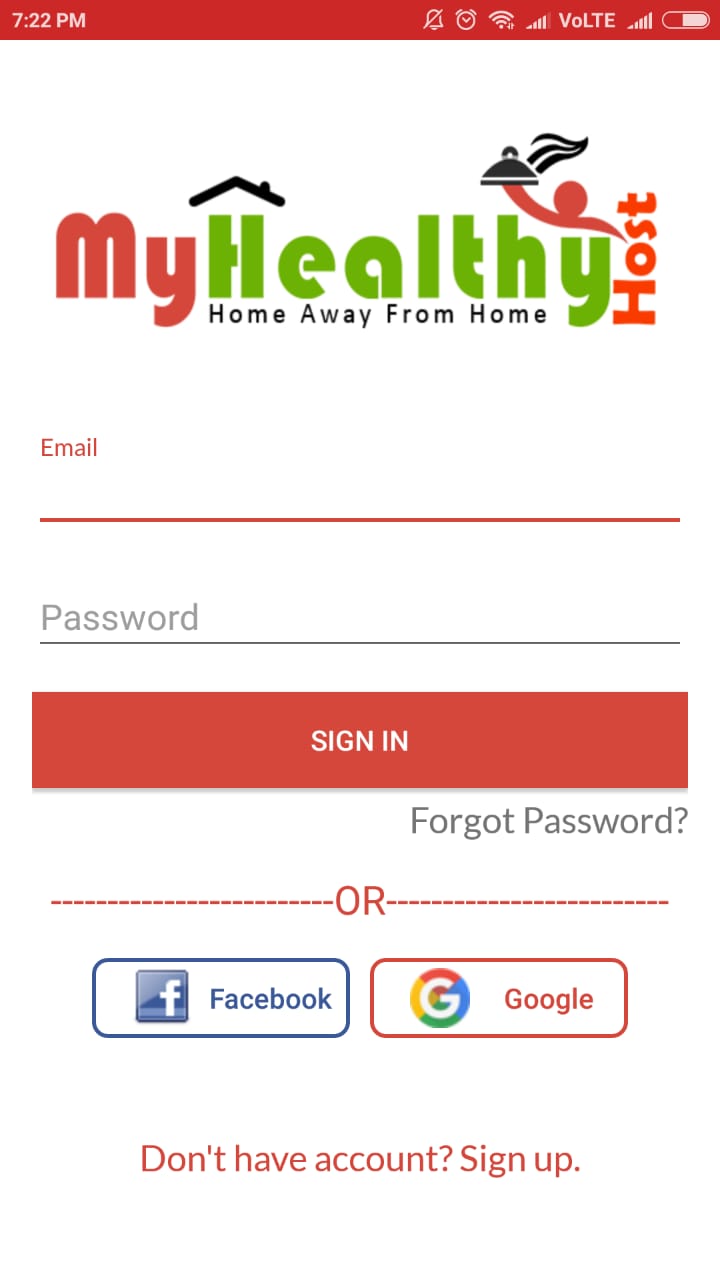 7:22 PM VoLTE
MyHealthy Host
Home Away From Home
Email
Password
SIGN IN
Forgot Password?
-------------------------OR-------------------------
Facebook Google
Don't have account? Sign up.